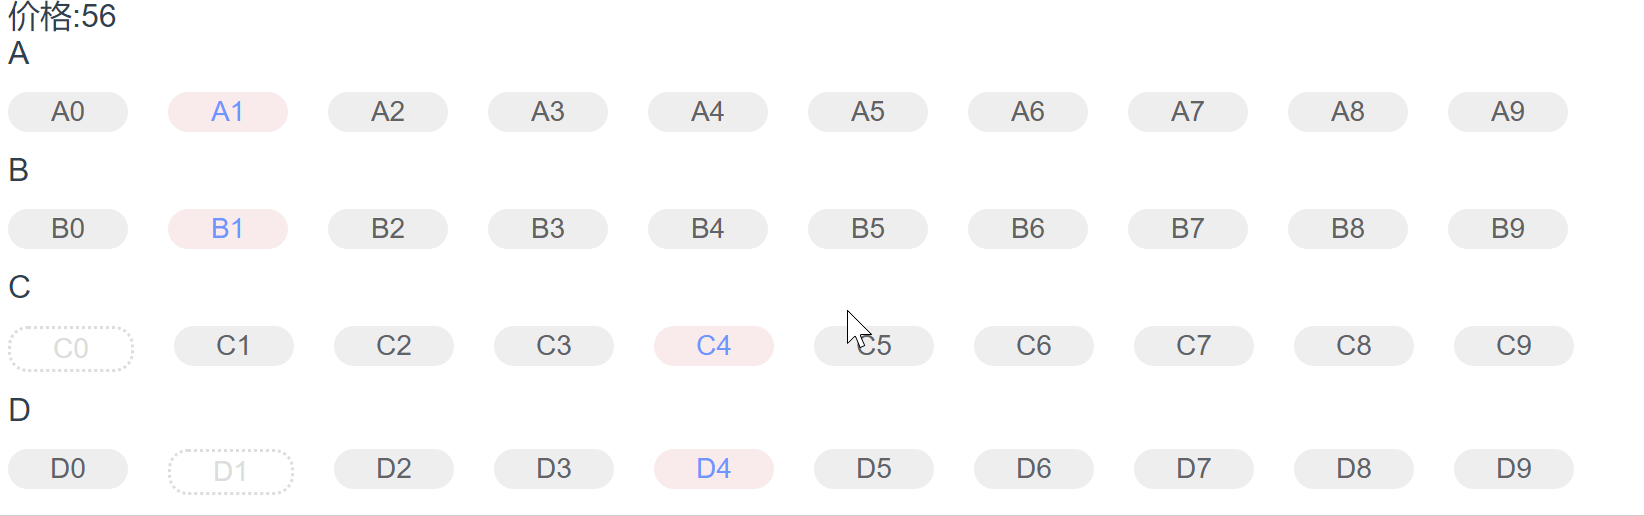 价格:56
A
A0 A1 A2 A3 A4 A5 A6 A7 A8 A9
B
B0 B1 B2 B3 B4 B5 B6 B7 B8 B9
C
C0 C1 C2 C3 C4 C5 C6 C7 C8 C9
D
D0 D1 D2 D3 D4 D5 D6 D7 D8 D9